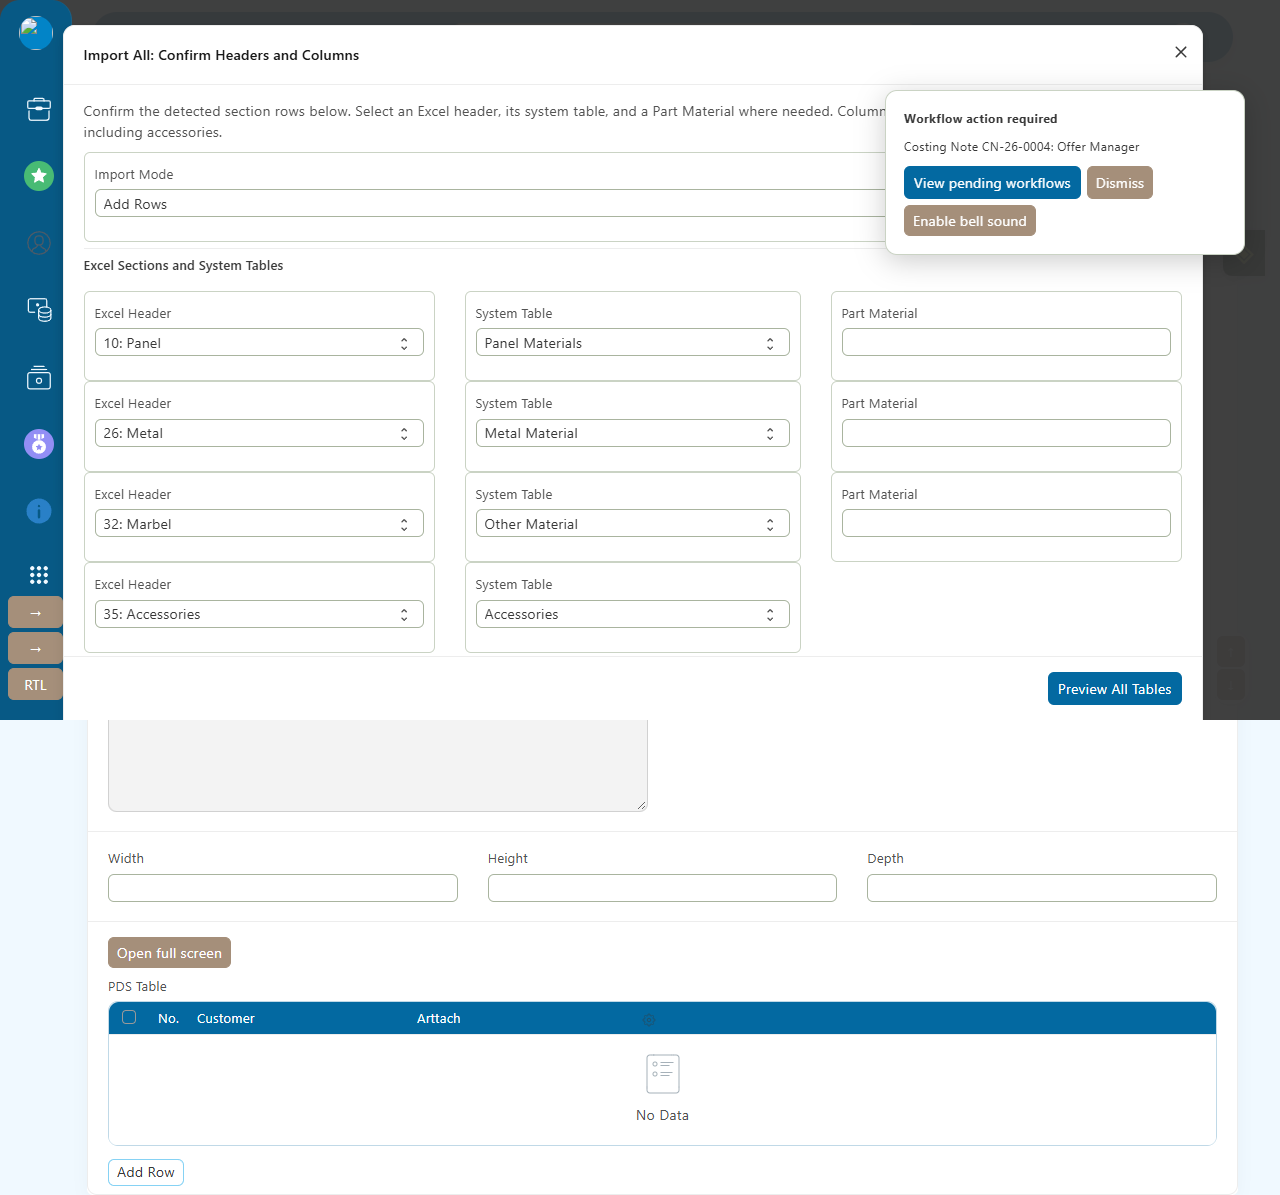 Import All: Confirm Headers and Columns
Confirm the detected section rows below. Select an Excel header, its system table, and a Part Material where needed.
including accessories.
Workflow action required
Costing Note CN-26-0004: Offer Manager
View pending workflows
Dismiss
Enable bell sound
Import Mode
Add Rows
Excel Sections and System Tables
Excel Header
System Table
Part Material
10: Panel
Panel Materials
Excel Header
System Table
Part Material
26: Metal
Metal Material
Excel Header
System Table
Part Material
32: Marbel
Other Material
Excel Header
System Table
35: Accessories
Accessories
→
→
RTL
Preview All Tables
Width
Height
Depth
Open full screen
PDS Table
No.
Customer
Arttach
No Data
Add Row